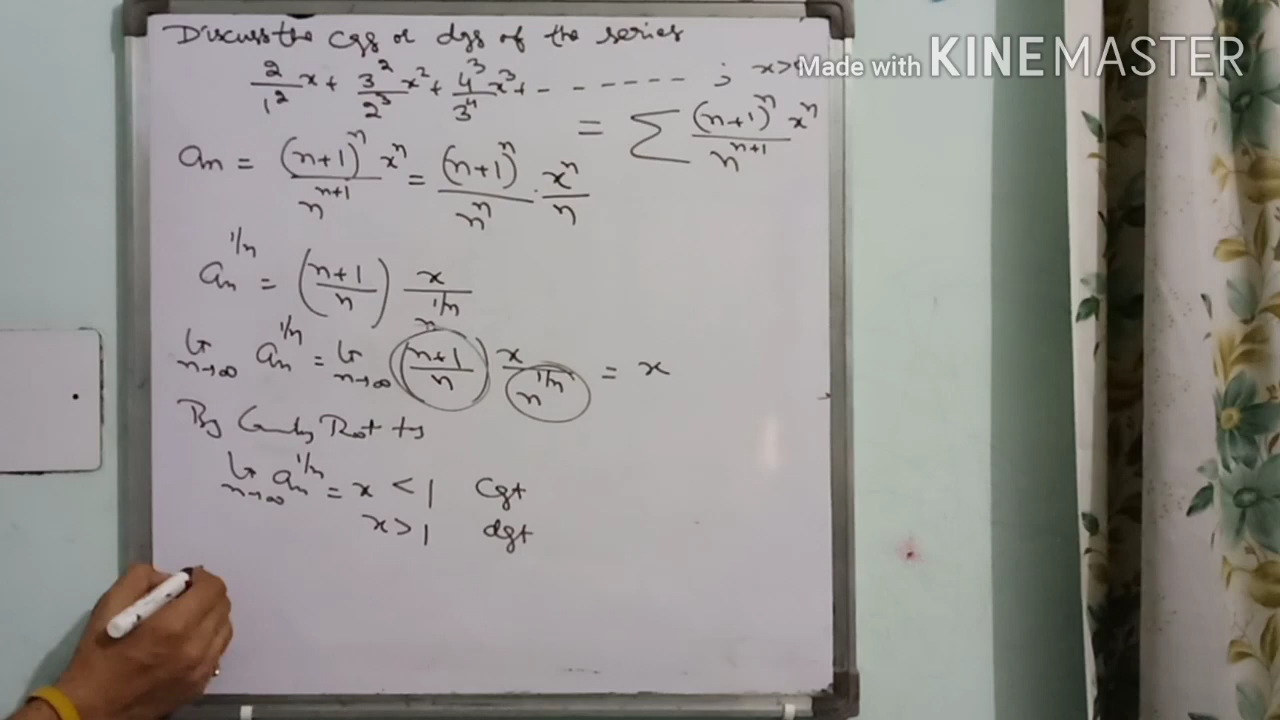 Discuss the cgs or dgs of the series
2/1² x + 3²/2³ x² + 4³/3⁴ x³ + - - - - - - - ; x>0
= Σ (n+1)ⁿ xⁿ / nⁿ⁺¹
an = (n+1)ⁿ xⁿ / nⁿ⁺¹ = (n+1)ⁿ / nⁿ · xⁿ / n
an^1/n = (n+1 / n) x / n^1/n
Lt n→∞ an^1/n = Lt n→∞ (n+1 / n) x / n^1/n = x
By Cauchy Root
Lt n→∞ an^1/n = x < 1 Cgt
x > 1 dgt
Made with KINEMASTER